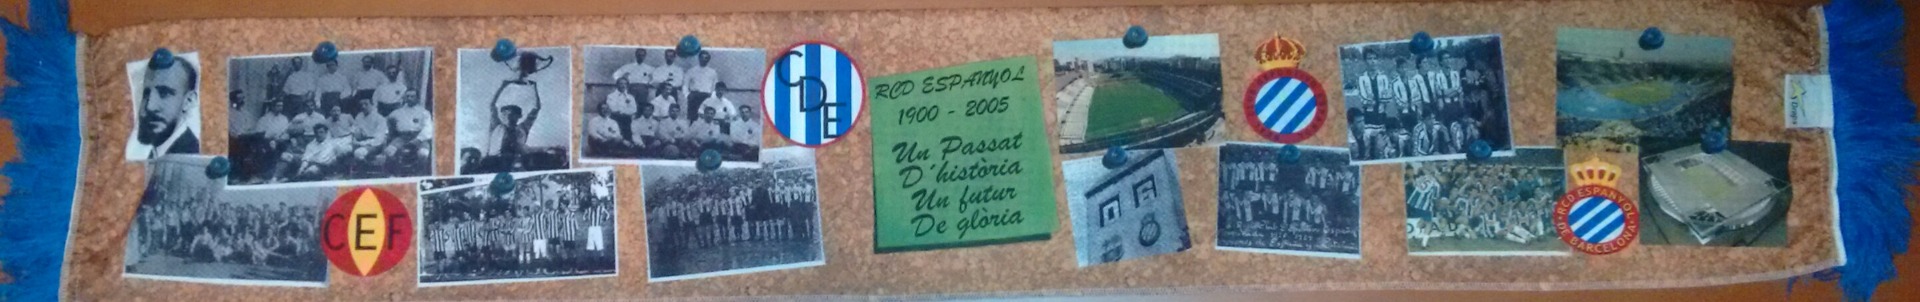 CDE
RCD ESPANYOL
1900 - 2005
Un Passat
D'història
Un futur
De glòria
CEF
RCD ESPANYOL
DE BARCELONA